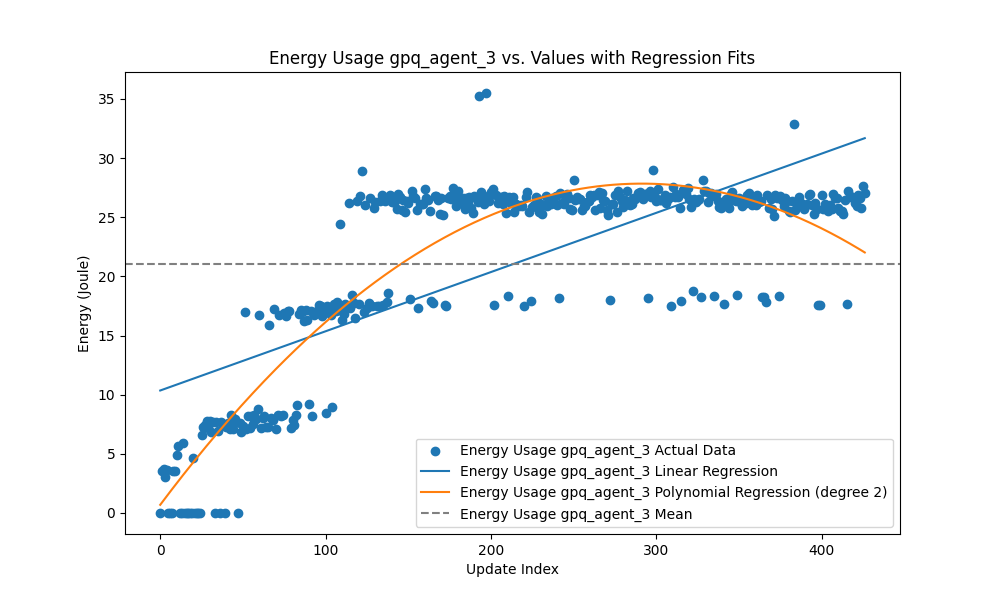 Energy Usage gpq_agent_3 vs. Values with Regression Fits
Energy (Joule)
35
30
25
20
15
10
5
0
0 100 200 300 400
Update Index
Energy Usage gpq_agent_3 Actual Data
Energy Usage gpq_agent_3 Linear Regression
Energy Usage gpq_agent_3 Polynomial Regression (degree 2)
Energy Usage gpq_agent_3 Mean